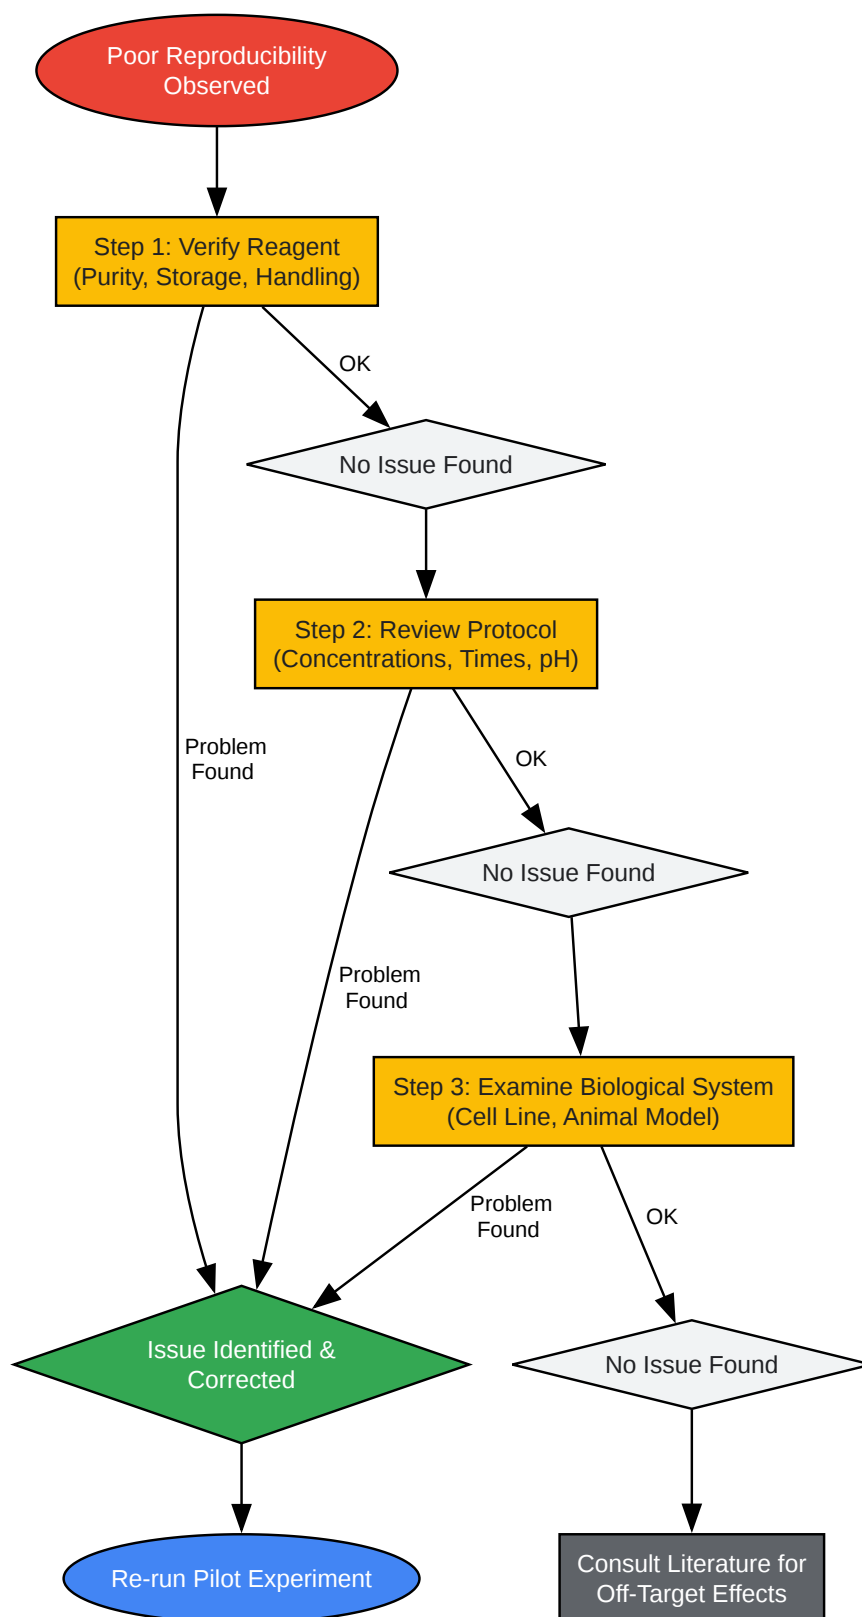 Poor Reproducibility
Observed
Step 1: Verify Reagent
(Purity, Storage, Handling)
OK
No Issue Found
Step 2: Review Protocol
(Concentrations, Times, pH)
Problem
Found
OK
No Issue Found
Problem
Found
Step 3: Examine Biological System
(Cell Line, Animal Model)
Problem
Found
OK
Issue Identified &
Corrected
No Issue Found
Re-run Pilot Experiment
Consult Literature for
Off-Target Effects